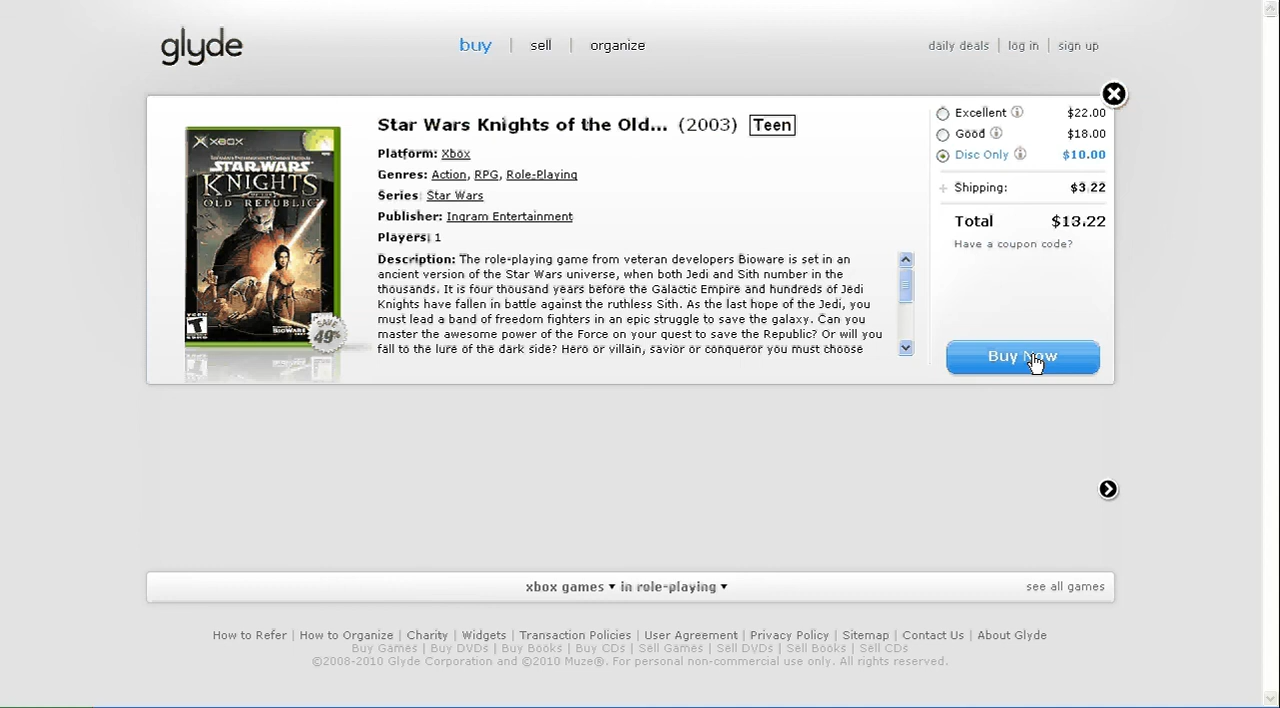 glyde
buy | sell | organize
daily deals | log in | sign up
XBOX
STAR WARS
KNIGHTS
OF THE
OLD REPUBLIC
TEEN
BIOWARE
SAVE
49%
Star Wars Knights of the Old... (2003) Teen
Platform: Xbox
Genres: Action, RPG, Role-Playing
Series: Star Wars
Publisher: Ingram Entertainment
Players: 1
Description: The role-playing game from veteran developers Bioware is set in an
ancient version of the Star Wars universe, when both Jedi and Sith number in the
thousands. It is four thousand years before the Galactic Empire and hundreds of Jedi
Knights have fallen in battle against the ruthless Sith. As the last hope of the Jedi, you
must lead a band of freedom fighters in an epic struggle to save the galaxy. Can you
master the awesome power of the Force on your quest to save the Republic? Or will you
fall to the lure of the dark side? Hero or villain, savior or conqueror you must choose
Excellent $22.00
Good $18.00
Disc Only $10.00
+ Shipping: $3.22
Total $13.22
Have a coupon code?
Buy Now
xbox games in role-playing
see all games
How to Refer | How to Organize | Charity | Widgets | Transaction Policies | User Agreement | Privacy Policy | Sitemap | Contact Us | About Glyde
Buy Games | Buy DVDs | Buy Books | Buy CDs | Sell Games | Sell DVDs | Sell Books | Sell CDs
©2008-2010 Glyde Corporation and ©2010 Muze®. For personal non-commercial use only. All rights reserved.